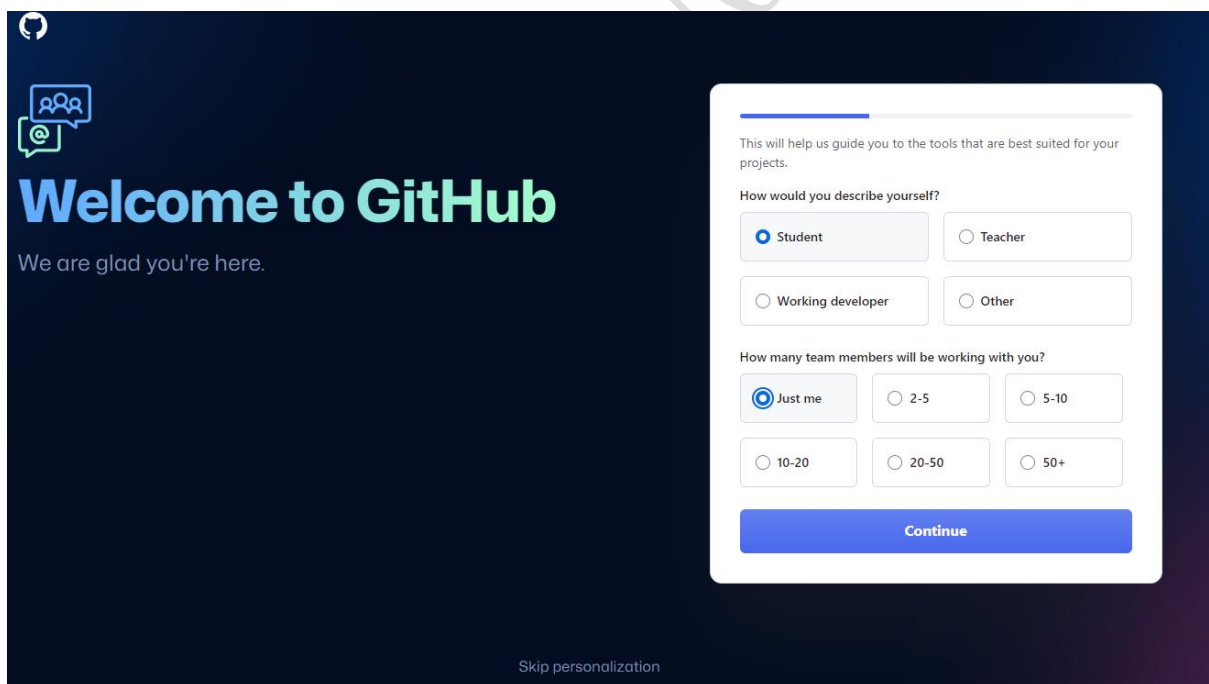 Welcome to GitHub
We are glad you're here.
This will help us guide you to the tools that are best suited for your
projects.
How would you describe yourself?
Student
Teacher
Working developer
Other
How many team members will be working with you?
Just me
2-5
5-10
10-20
20-50
50+
Continue
Skip personalization